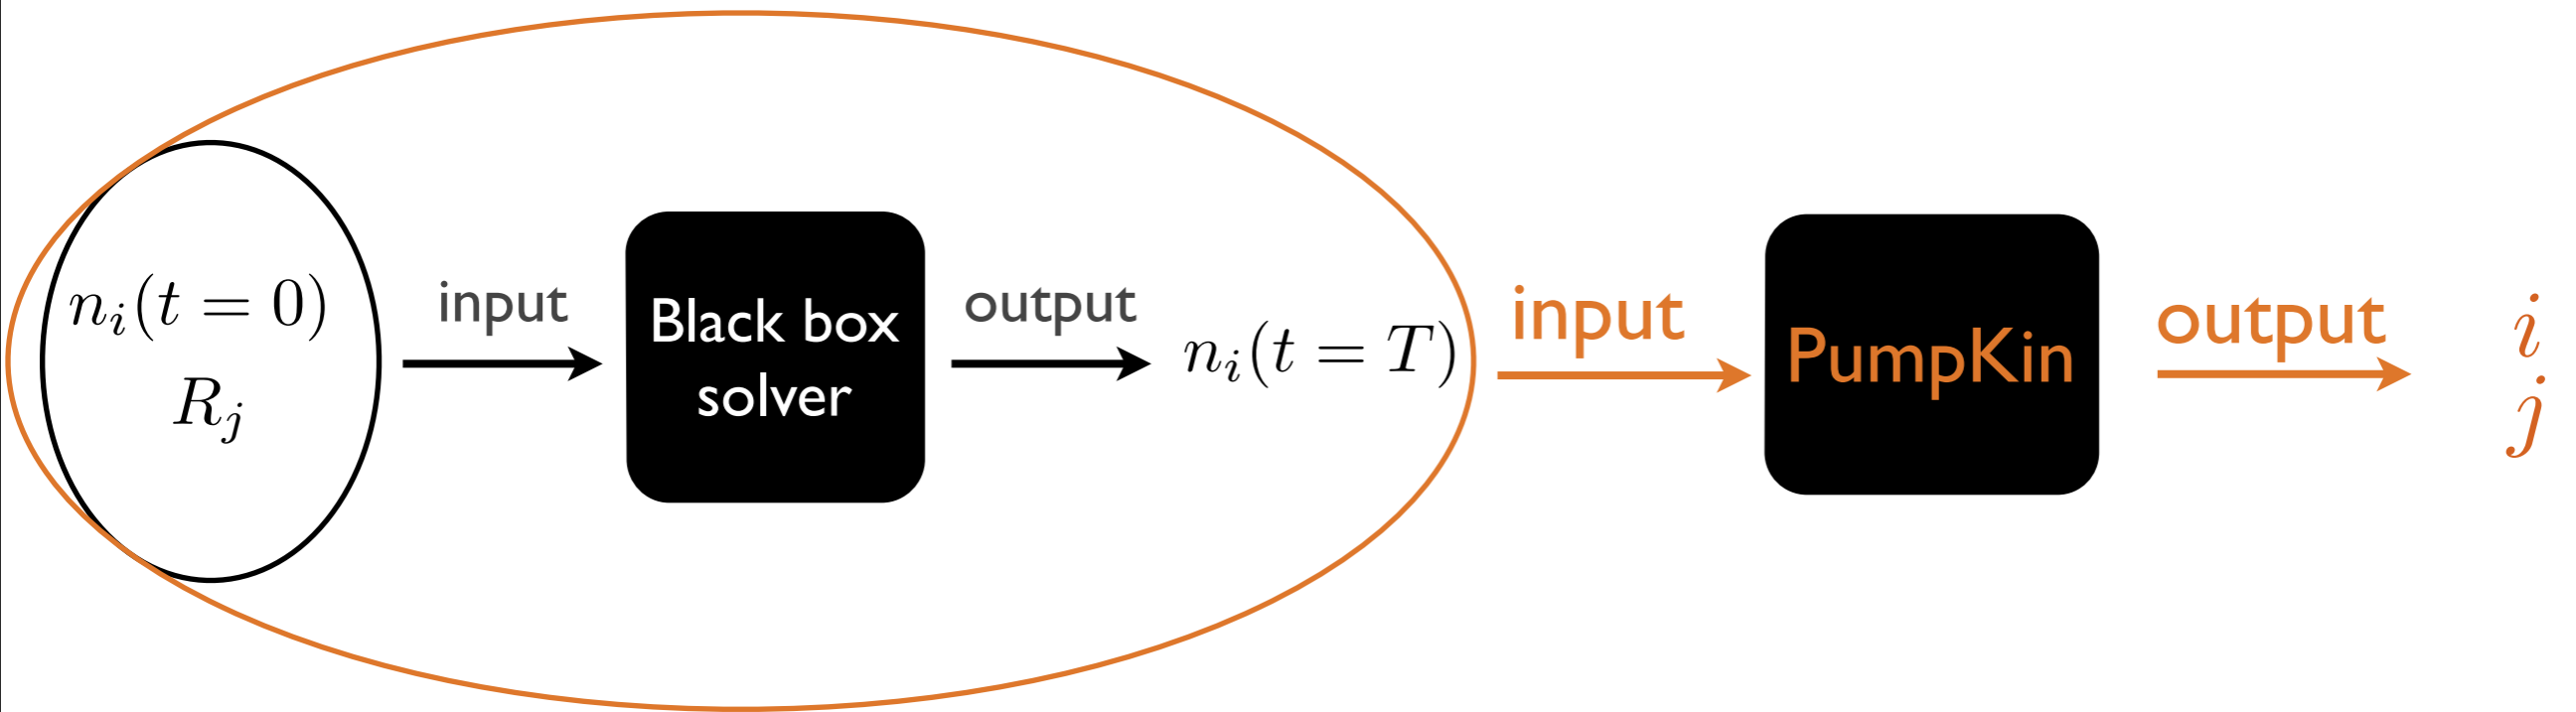 n_i(t = 0)
R_j
input
Black box
solver
output
n_i(t = T)
input
PumpKin
output
i
j